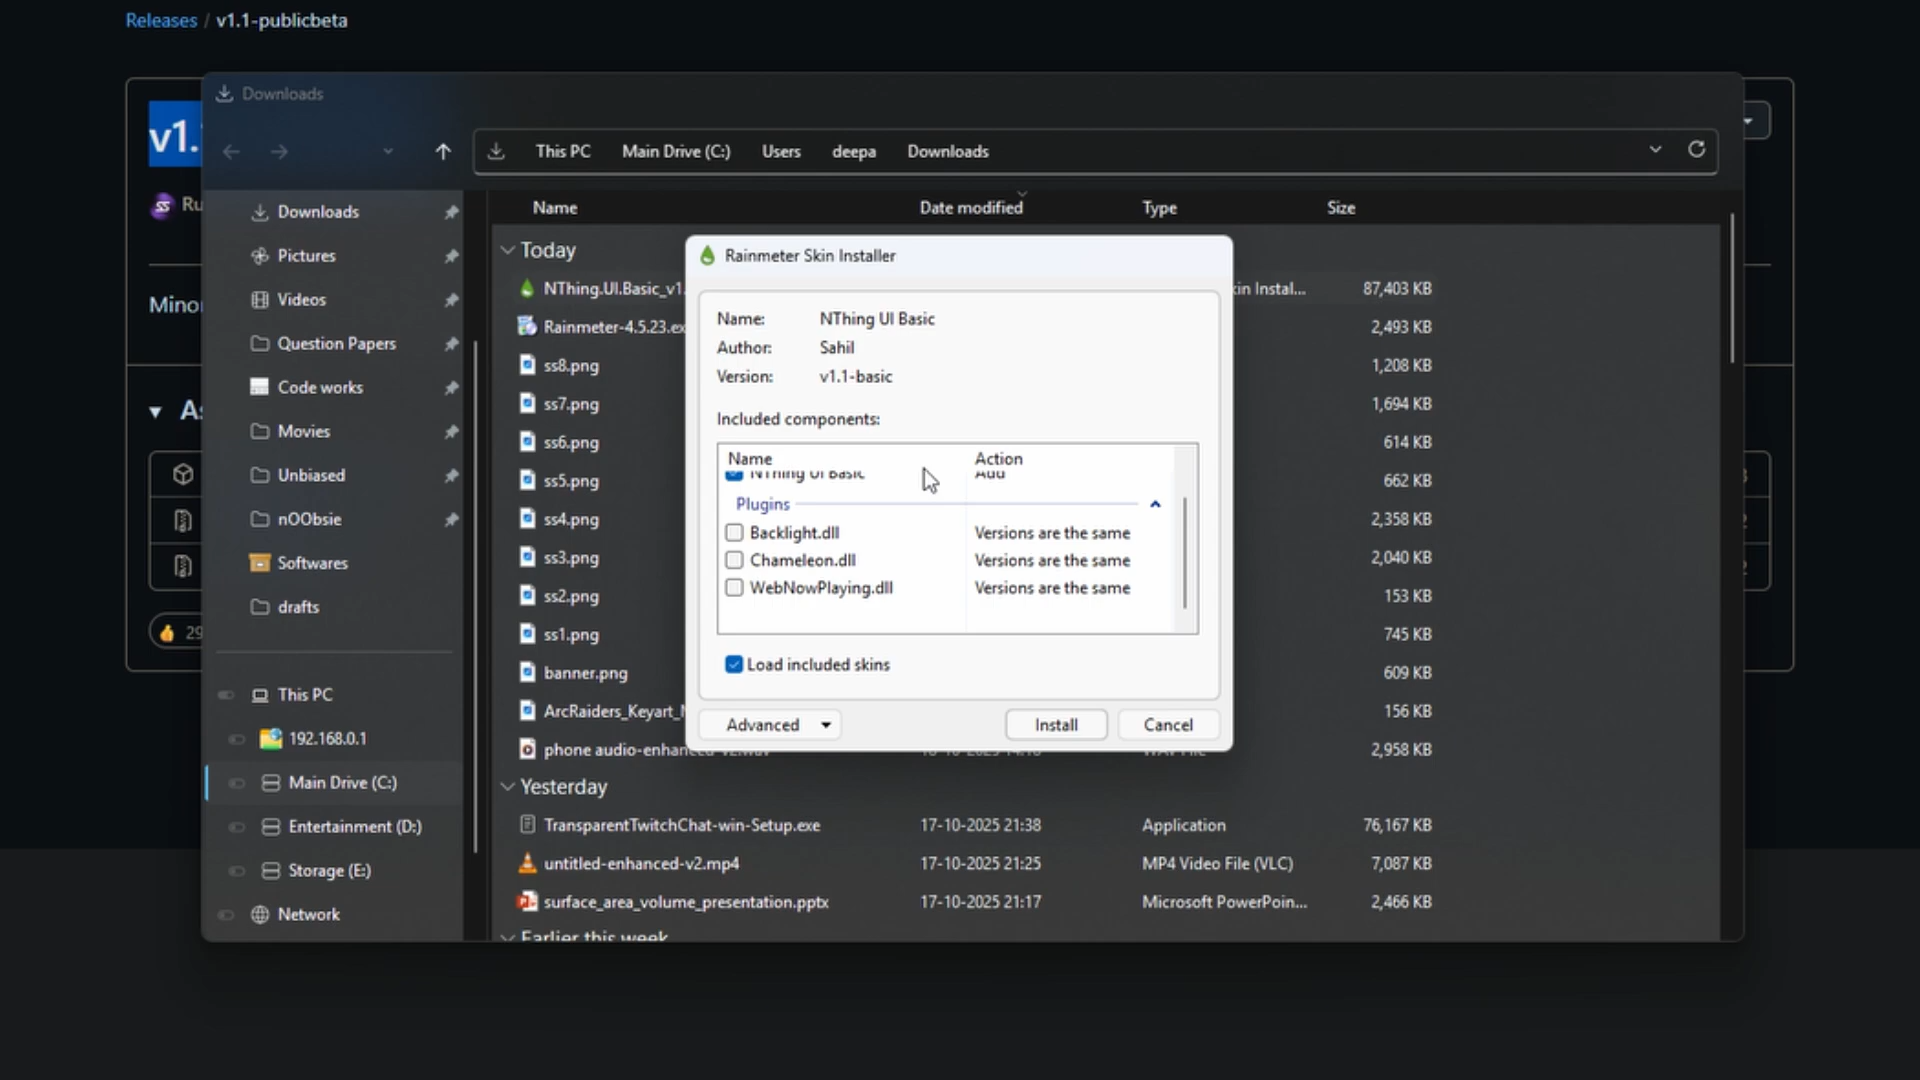 Releases / v1.1-publicbeta
Downloads
v1.
This PC
Main Drive (C:)
Users
deepa
Downloads
Ru
Minor
29
Downloads
Pictures
Videos
Question Papers
Code works
Movies
Unbiased
nOObsie
Softwares
drafts
This PC
192.168.0.1
Main Drive (C:)
Entertainment (D:)
Storage (E:)
Network
Name Date modified Type Size
Today
NThing.UI.Basic_v1. kin Instal... 87,403 KB
Rainmeter-4.5.23.ex 2,493 KB
ss8.png 1,208 KB
ss7.png 1,694 KB
ss6.png 614 KB
ss5.png 662 KB
ss4.png 2,358 KB
ss3.png 2,040 KB
ss2.png 153 KB
ss1.png 745 KB
banner.png 609 KB
ArcRaiders_Keyart_ 156 KB
phone audio-enhanced-v2.wav 2,958 KB
Yesterday
TransparentTwitchChat-win-Setup.exe 17-10-2025 21:38 Application 76,167 KB
untitled-enhanced-v2.mp4 17-10-2025 21:25 MP4 Video File (VLC) 7,087 KB
surface_area_volume_presentation.pptx 17-10-2025 21:17 Microsoft PowerPoin... 2,466 KB
Earlier this week
Rainmeter Skin Installer
Name: NThing UI Basic
Author: Sahil
Version: v1.1-basic
Included components:
Name Action
NThing UI Basic Add
Plugins
Backlight.dll Versions are the same
Chameleon.dll Versions are the same
WebNowPlaying.dll Versions are the same
Load included skins
Advanced Install Cancel